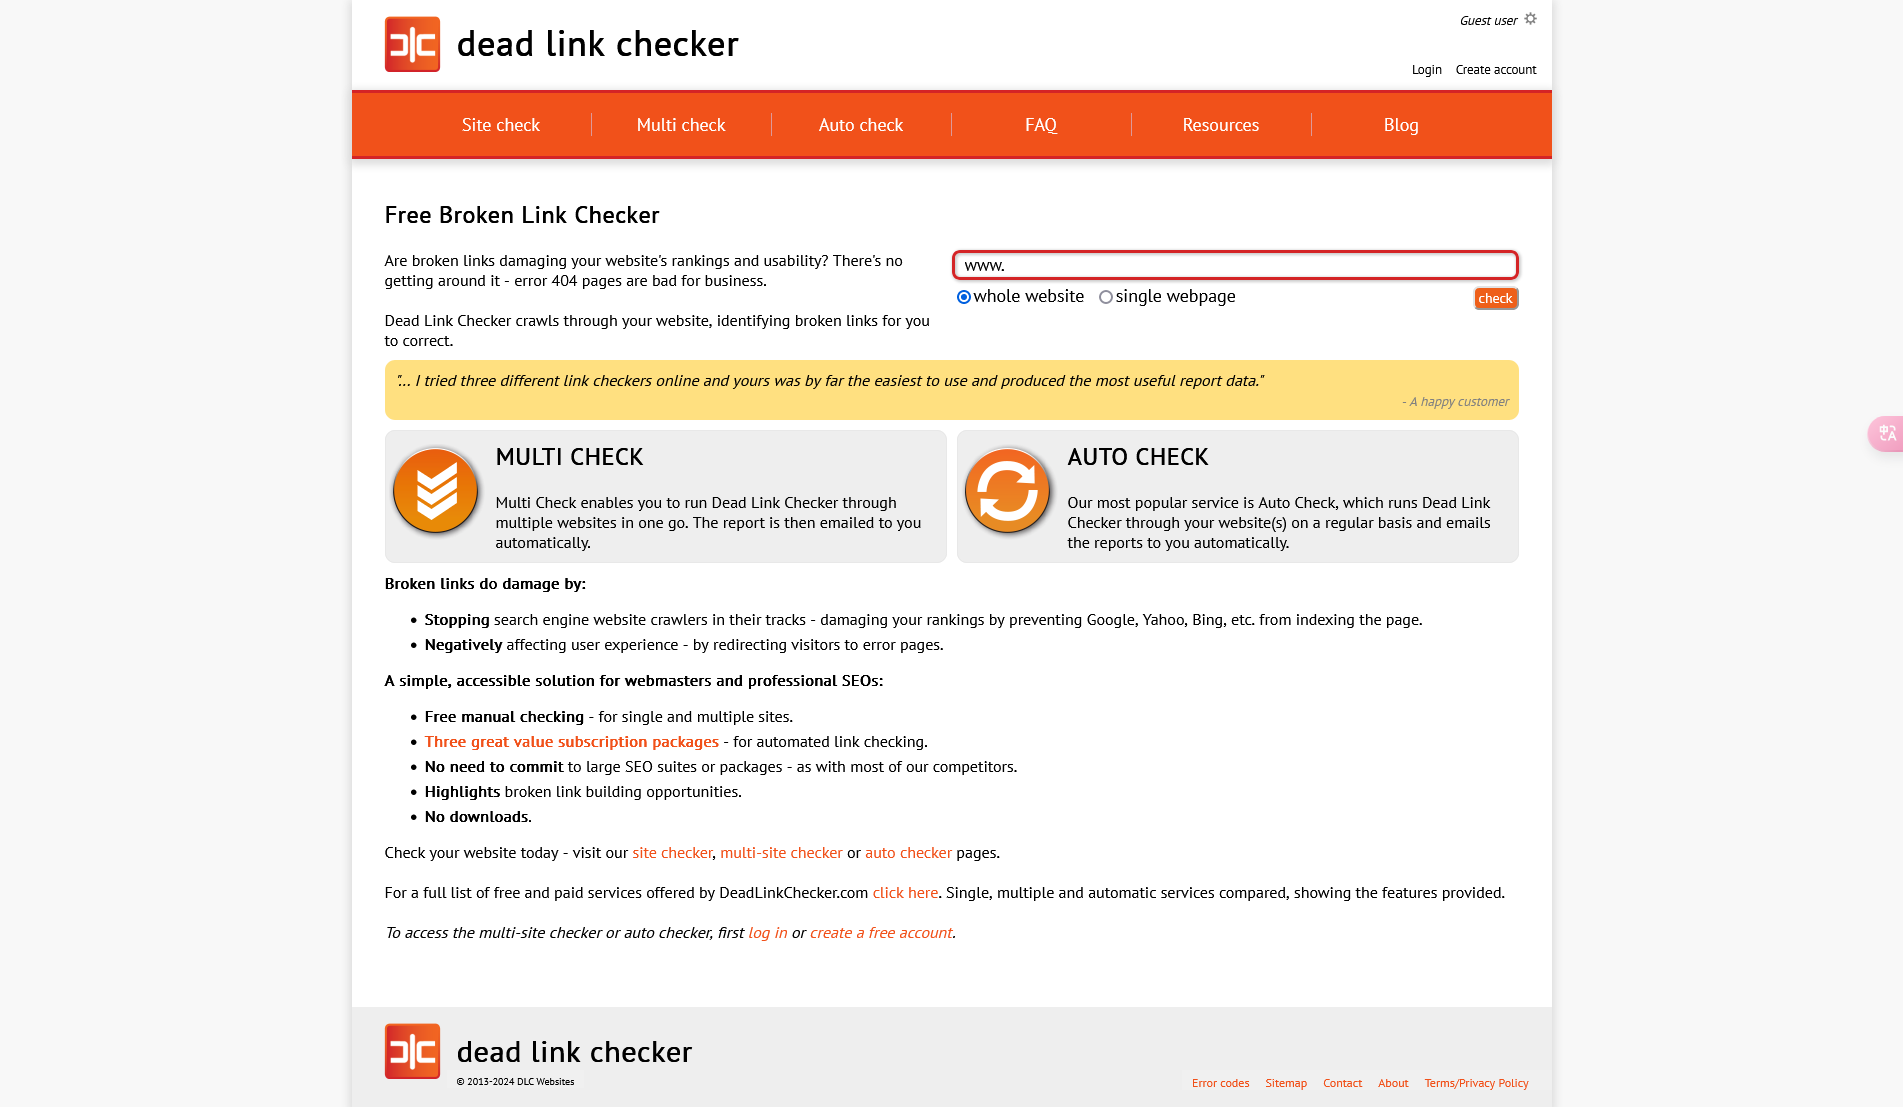 dead link checker
Guest user
Login Create account
Site check Multi check Auto check FAQ Resources Blog
Free Broken Link Checker
Are broken links damaging your website's rankings and usability? There's no
getting around it - error 404 pages are bad for business.
Dead Link Checker crawls through your website, identifying broken links for you
to correct.
www.
whole website single webpage
check
"... I tried three different link checkers online and yours was by far the easiest to use and produced the most useful report data."
- A happy customer
MULTI CHECK
Multi Check enables you to run Dead Link Checker through
multiple websites in one go. The report is then emailed to you
automatically.
AUTO CHECK
Our most popular service is Auto Check, which runs Dead Link
Checker through your website(s) on a regular basis and emails
the reports to you automatically.
Broken links do damage by:
• Stopping search engine website crawlers in their tracks - damaging your rankings by preventing Google, Yahoo, Bing, etc. from indexing the page.
• Negatively affecting user experience - by redirecting visitors to error pages.
A simple, accessible solution for webmasters and professional SEOs:
• Free manual checking - for single and multiple sites.
• Three great value subscription packages - for automated link checking.
• No need to commit to large SEO suites or packages - as with most of our competitors.
• Highlights broken link building opportunities.
• No downloads.
Check your website today - visit our site checker, multi-site checker or auto checker pages.
For a full list of free and paid services offered by DeadLinkChecker.com click here. Single, multiple and automatic services compared, showing the features provided.
To access the multi-site checker or auto checker, first log in or create a free account.
dead link checker
© 2013-2024 DLC Websites
Error codes Sitemap Contact About Terms/Privacy Policy
中A